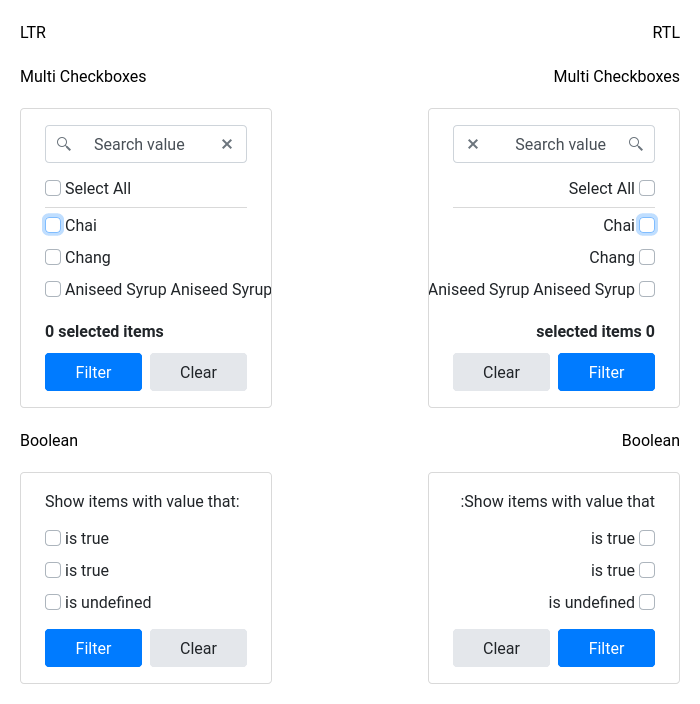 LTR
RTL
Multi Checkboxes
Multi Checkboxes
Search value
Select All
Chai
Chang
Aniseed Syrup Aniseed Syrup
0 selected items
Filter Clear
Search value
Select All
Chai
Chang
Aniseed Syrup Aniseed Syrup
selected items 0
Clear Filter
Boolean
Boolean
Show items with value that:
is true
is true
is undefined
Filter Clear
:Show items with value that
is true
is true
is undefined
Clear Filter